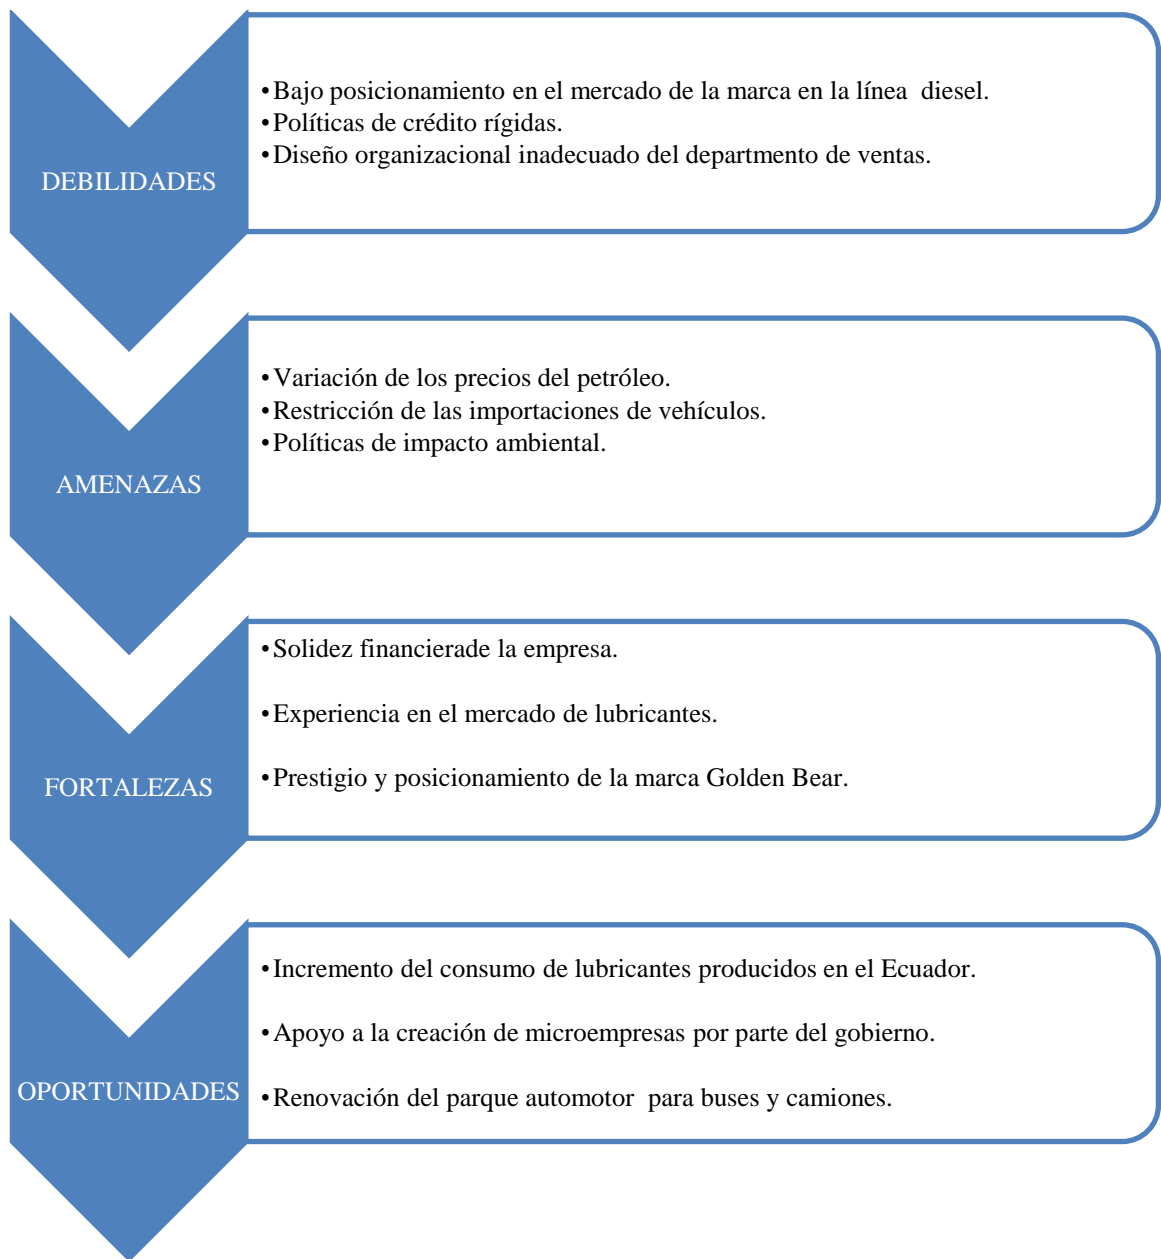 DEBILIDADES
•Bajo posicionamiento en el mercado de la marca en la línea  diesel.
•Políticas de crédito rígidas.
•Diseño organizacional inadecuado del departmento de ventas.
AMENAZAS
•Variación de los precios del petróleo.
•Restricción de las importaciones de vehículos.
•Políticas de impacto ambiental.
FORTALEZAS
•Solidez financierade la empresa.
•Experiencia en el mercado de lubricantes.
•Prestigio y posicionamiento de la marca Golden Bear.
OPORTUNIDADES
•Incremento del consumo de lubricantes producidos en el Ecuador.
•Apoyo a la creación de microempresas por parte del gobierno.
•Renovación del parque automotor  para buses y camiones.